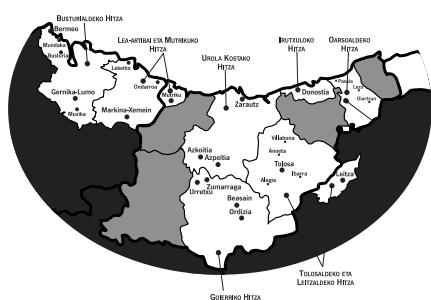 BUSTURIALDEKO HITZA
LEA-ARTIBAI ETA MUTRIKUKO
HITZA
UROLA KOSTAKO
HITZA
IRUTXULOKO
HITZA
OARSOALDEKO
HITZA
Bermeo
Mundaka
Busturia
Gernika-Lumo
Muxika
Lekeitio
Ondarroa
Mutriku
Markina-Xemein
Zarautz
Donostia
Pasaia
Lezo
Oiartzun
Azkoitia
Azpeitia
Villabona
Anoeta
Tolosa
Ibarra
Alegia
Leitza
Urretxu
Zumarraga
Beasain
Ordizia
TOLOSALDEKO ETA
LEITZALDEKO HITZA
GOIERRIKO HITZA